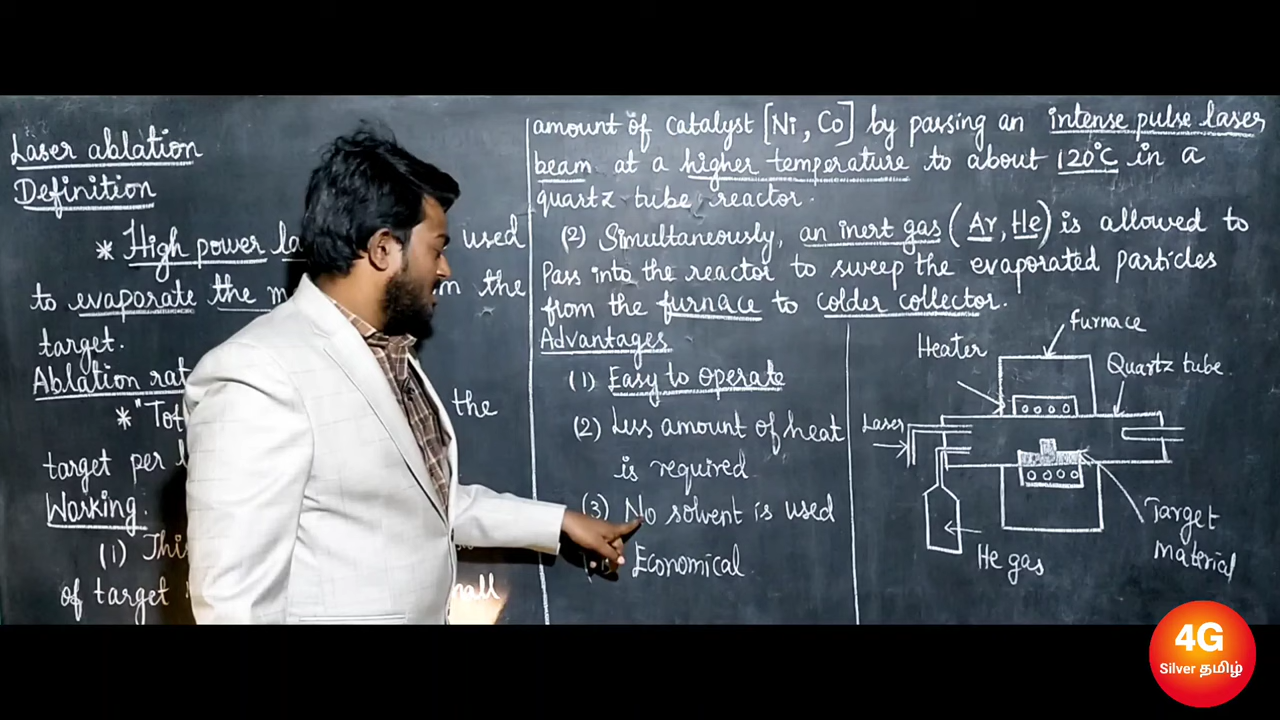 Laser ablation
Definition
* High power la used
to evaporate the m m the
target.
Ablation rat
* "Tot the
target per
Working.
(1) This
of target
amount of catalyst [Ni, Co] by passing an intense pulse laser
beam at a higher temperature to about 120°C in a
quartz tube reactor.
(2) Simultaneously, an inert gas (Ar, He) is allowed to
Pass into the reactor to sweep the evaporated particles
from the furnace to colder collector.
Advantages
(1) Easy to operate
(2) Less amount of heat
is required
(3) No solvent is used
Economical
furnace
Heater
Quartz tube.
Laser
He gas
Target
material
4G
Silver தமிழ்